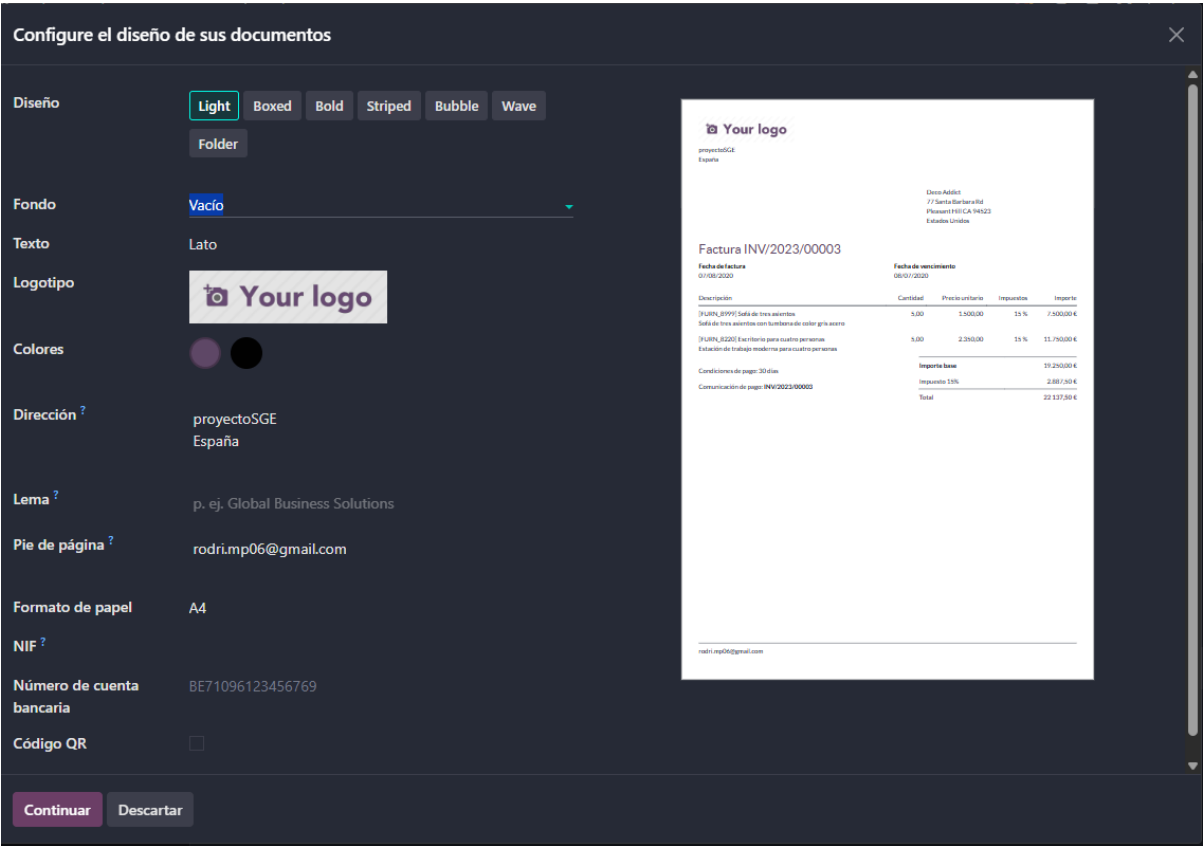 Configure el diseño de sus documentos
Diseño
Light Boxed Bold Striped Bubble Wave
Folder
Fondo
Vacío
Texto
Lato
Logotipo
Your logo
Colores
Dirección ?
proyectoSGE
España
Lema ?
p. ej. Global Business Solutions
Pie de página ?
rodri.mp06@gmail.com
Formato de papel
A4
NIF ?
Número de cuenta
bancaria
BE71096123456769
Código QR
Continuar Descartar
Your logo
proyectoSGE
España
Deco Addict
77 Santa Barbara Rd
Pleasant Hill CA 94523
Estados Unidos
Factura INV/2023/00003
Fecha de factura Fecha de vencimiento
07/08/2020 08/07/2020
Descripción Cantidad Precio unitario Impuestos Importe
[FURN_8999] Sofá de tres asientos 5,00 1.500,00 15 % 7.500,00 €
Sofá de tres asientos con tumbona de color gris acero
[FURN_8220] Escritorio para cuatro personas 5,00 2.350,00 15 % 11.750,00 €
Estación de trabajo moderna para cuatro personas
Importe base 19.250,00 €
Condiciones de pago: 30 días
Impuesto 15% 2.887,50 €
Comunicación de pago: INV/2023/00003
Total 22 137,50 €
rodri.mp06@gmail.com